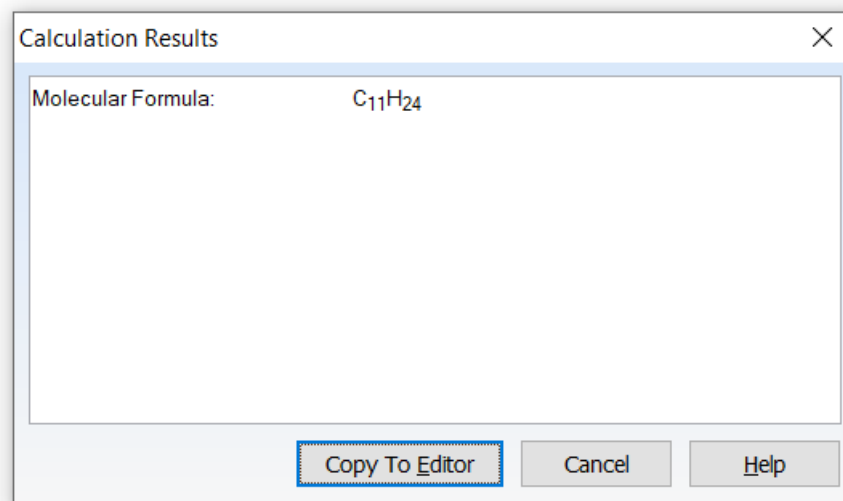 Calculation Results
Molecular Formula: C₁₁H₂₄
Copy To Editor Cancel Help